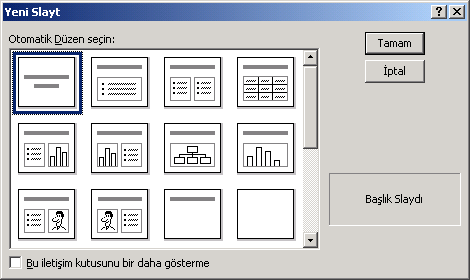 Yeni Slayt
Otomatik Düzen seçin:
Tamam
İptal
Başlık Slaydı
Bu iletişim kutusunu bir daha gösterme